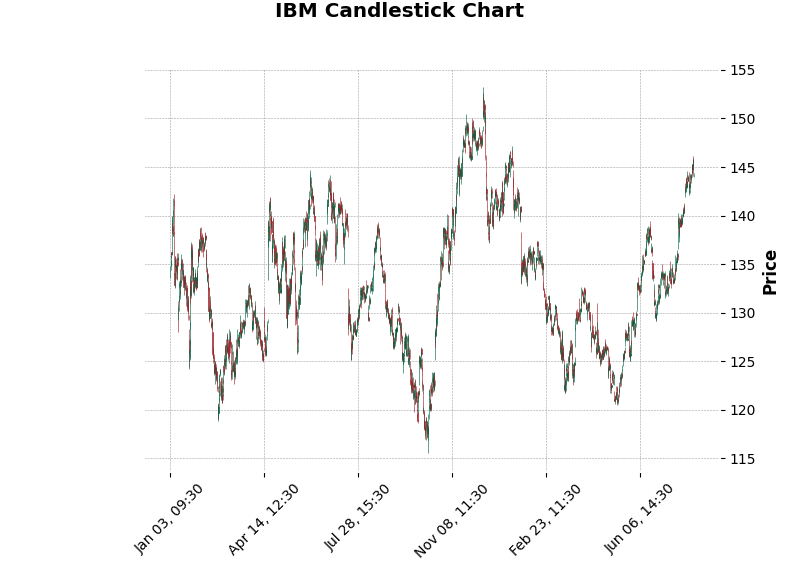 IBM Candlestick Chart
155
150
145
140
135
130
125
120
115
Price
Jan 03, 09:30
Apr 14, 12:30
Jul 28, 15:30
Nov 08, 11:30
Feb 23, 11:30
Jun 06, 14:30